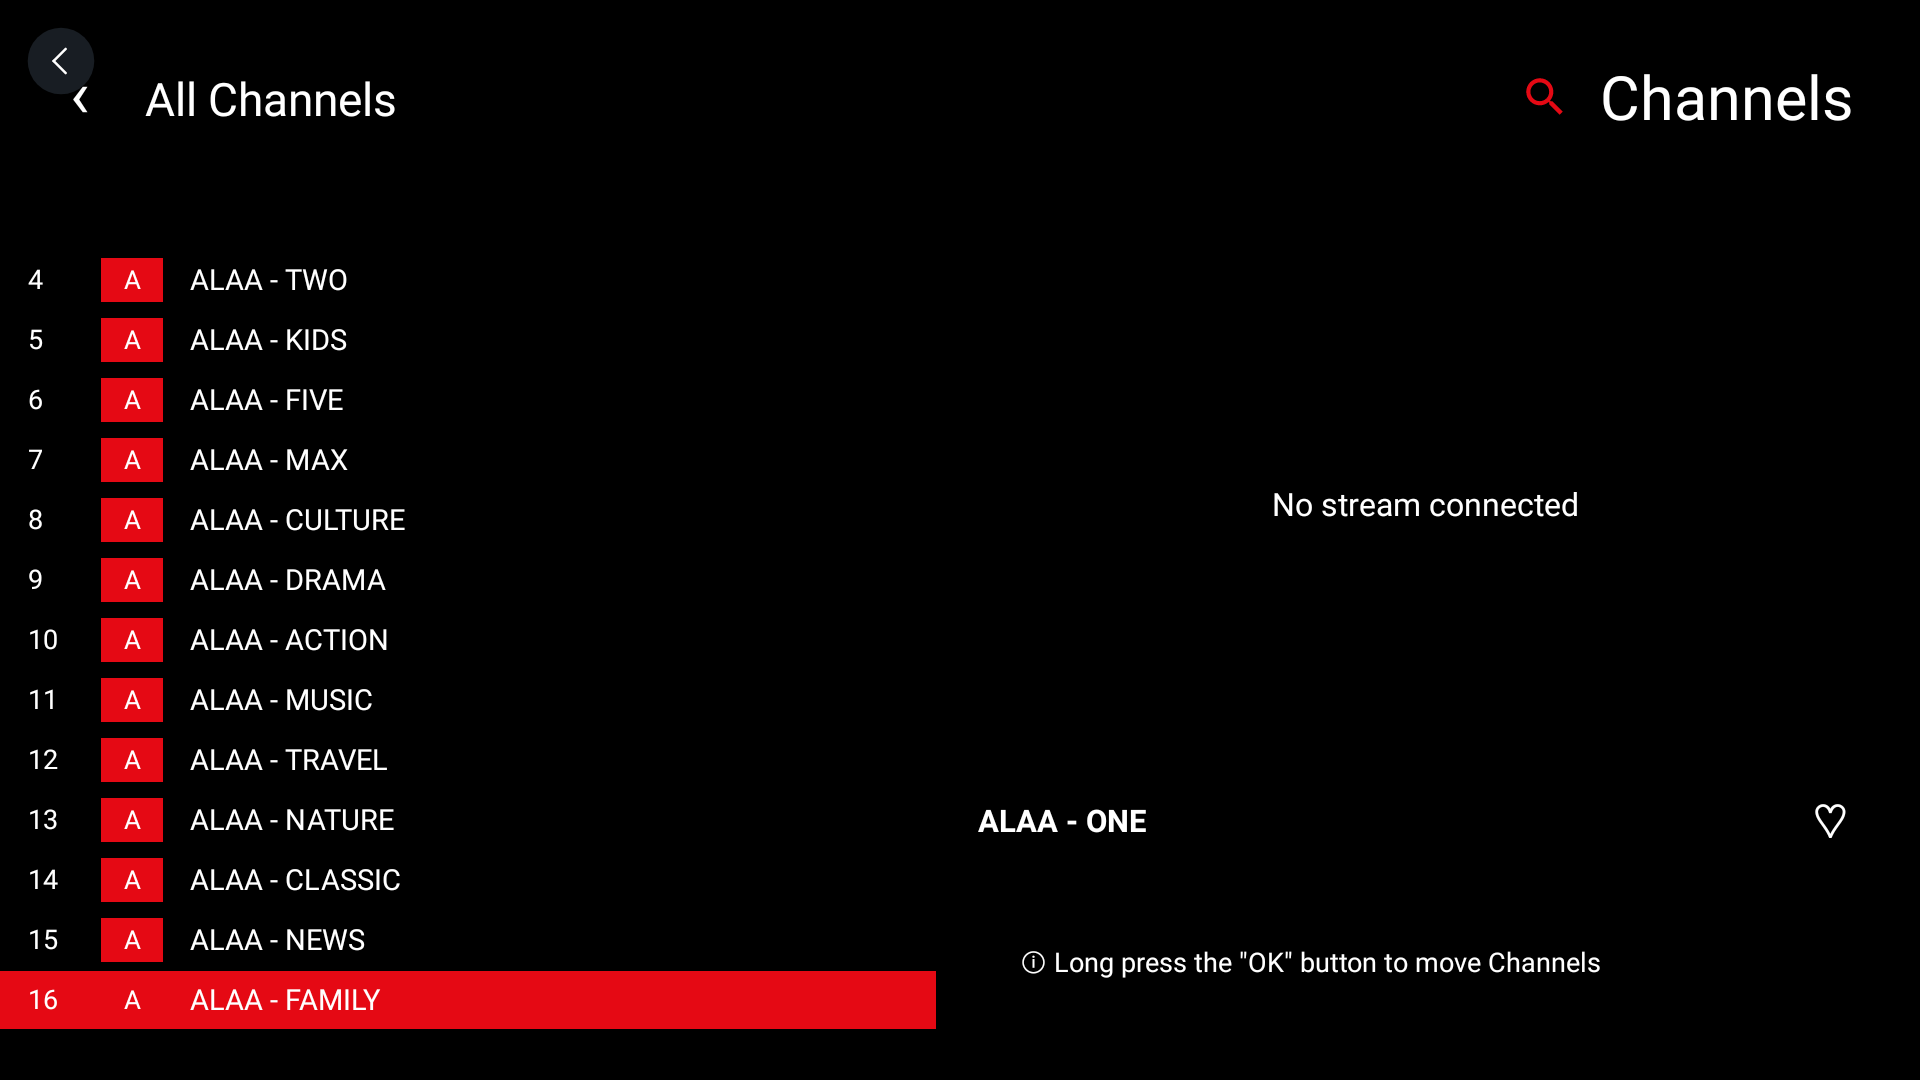 All Channels
Channels
4 A ALAA - TWO
5 A ALAA - KIDS
6 A ALAA - FIVE
7 A ALAA - MAX
8 A ALAA - CULTURE
9 A ALAA - DRAMA
10 A ALAA - ACTION
11 A ALAA - MUSIC
12 A ALAA - TRAVEL
13 A ALAA - NATURE
14 A ALAA - CLASSIC
15 A ALAA - NEWS
16 A ALAA - FAMILY
No stream connected
ALAA - ONE
Long press the "OK" button to move Channels